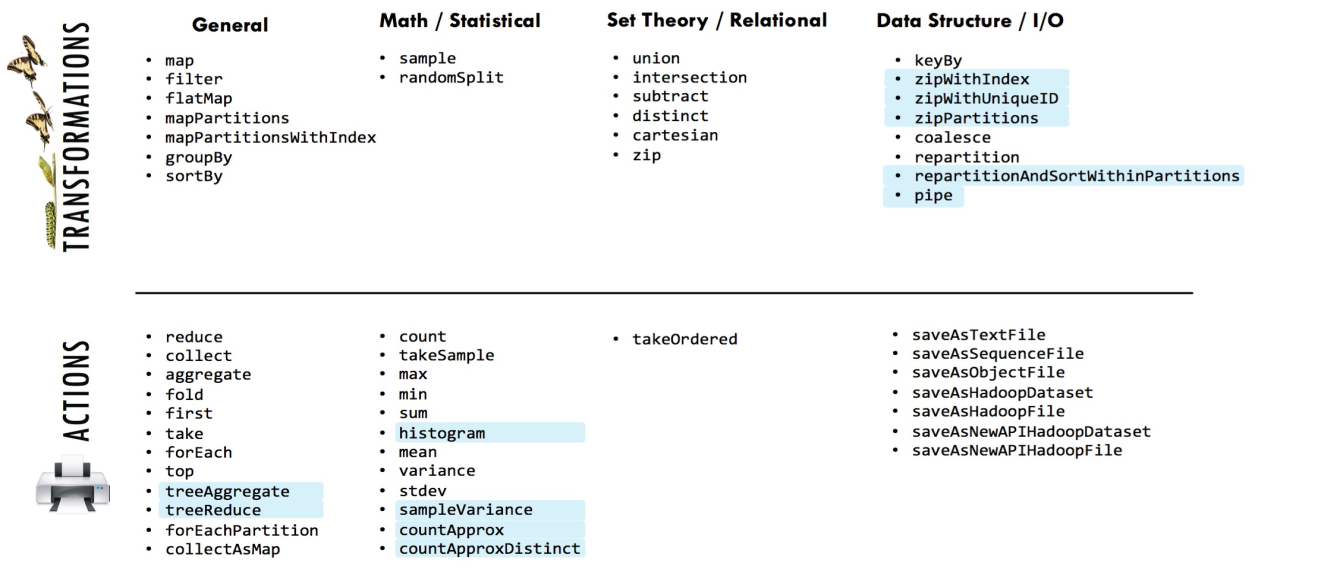 TRANSFORMATIONS
General
• map
• filter
• flatMap
• mapPartitions
• mapPartitionsWithIndex
• groupBy
• sortBy
Math / Statistical
• sample
• randomSplit
Set Theory / Relational
• union
• intersection
• subtract
• distinct
• cartesian
• zip
Data Structure / I/O
• keyBy
• zipWithIndex
• zipWithUniqueID
• zipPartitions
• coalesce
• repartition
• repartitionAndSortWithinPartitions
• pipe
ACTIONS
• reduce
• collect
• aggregate
• fold
• first
• take
• forEach
• top
• treeAggregate
• treeReduce
• forEachPartition
• collectAsMap
• count
• takeSample
• max
• min
• sum
• histogram
• mean
• variance
• stdev
• sampleVariance
• countApprox
• countApproxDistinct
• takeOrdered
• saveAsTextFile
• saveAsSequenceFile
• saveAsObjectFile
• saveAsHadoopDataset
• saveAsHadoopFile
• saveAsNewAPIHadoopDataset
• saveAsNewAPIHadoopFile